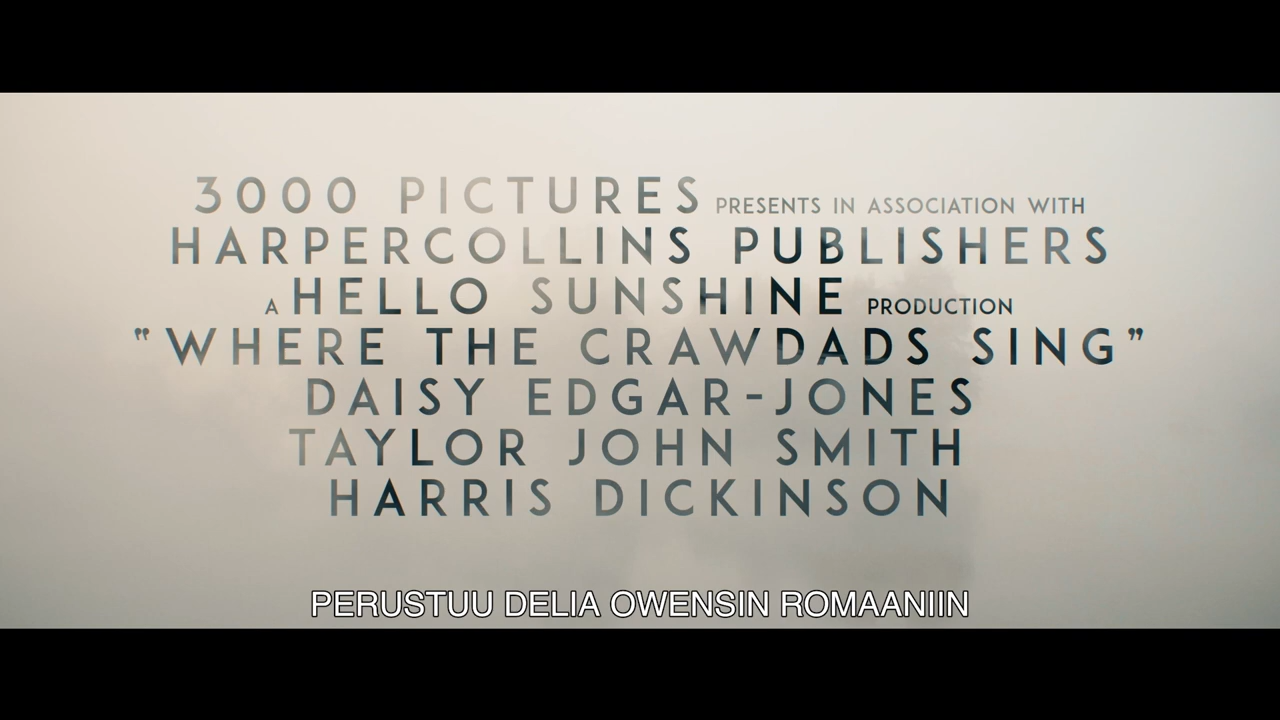 3000 PICTURES PRESENTS IN ASSOCIATION WITH
HARPERCOLLINS PUBLISHERS
A HELLO SUNSHINE PRODUCTION
"WHERE THE CRAWDADS SING"
DAISY EDGAR-JONES
TAYLOR JOHN SMITH
HARRIS DICKINSON
PERUSTUU DELIA OWENSIN ROMAANIIN